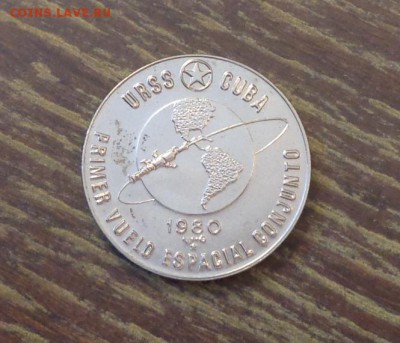 COINS.LAVE.RU
URSS CUBA
1980
PRIMER VUELO ESPACIAL CONJUNTO